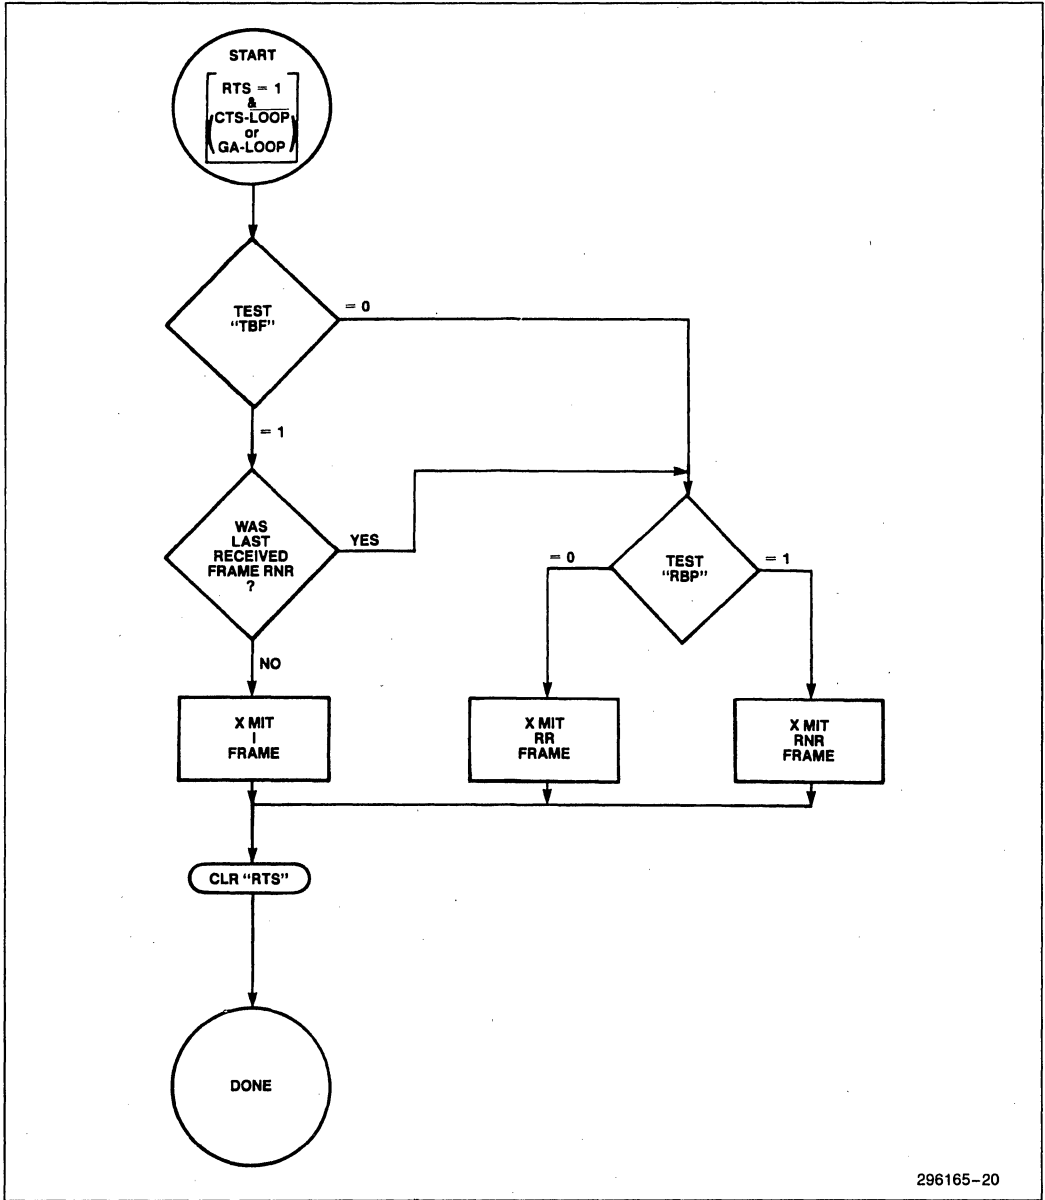 START
RTS = 1
&
CTS-LOOP
or
GA-LOOP
TEST
“TBF”
= 0
= 1
WAS
LAST
RECEIVED
FRAME RNR
?
YES
NO
TEST
“RBP”
= 0
= 1
X MIT
I
FRAME
X MIT
RR
FRAME
X MIT
RNR
FRAME
CLR “RTS”
DONE
296165–20